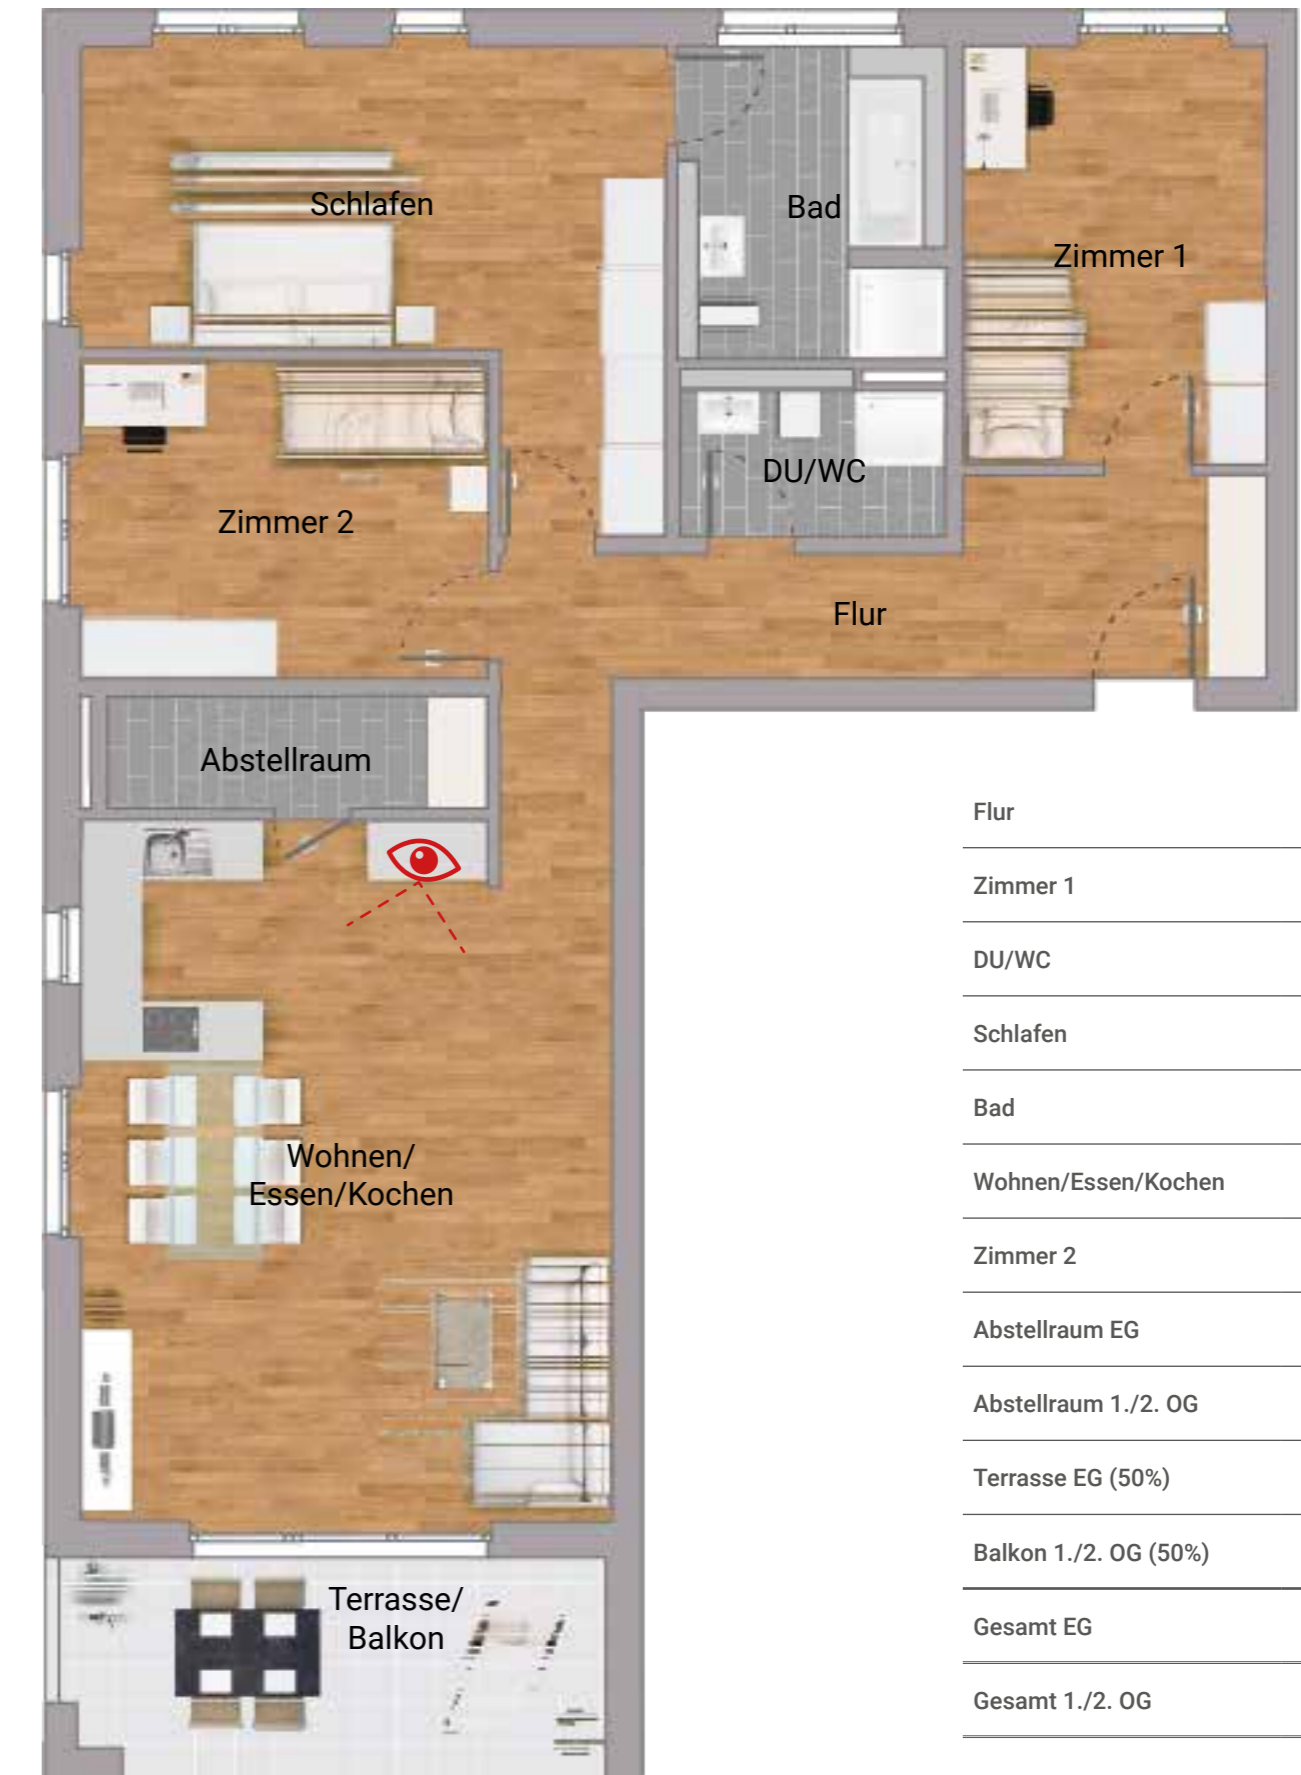 Schlafen
Bad
Zimmer 1
DU/WC
Zimmer 2
Flur
Abstellraum
Wohnen/
Essen/Kochen
Terrasse/
Balkon
Flur
Zimmer 1
DU/WC
Schlafen
Bad
Wohnen/Essen/Kochen
Zimmer 2
Abstellraum EG
Abstellraum 1./2. OG
Terrasse EG (50%)
Balkon 1./2. OG (50%)
Gesamt EG
Gesamt 1./2. OG